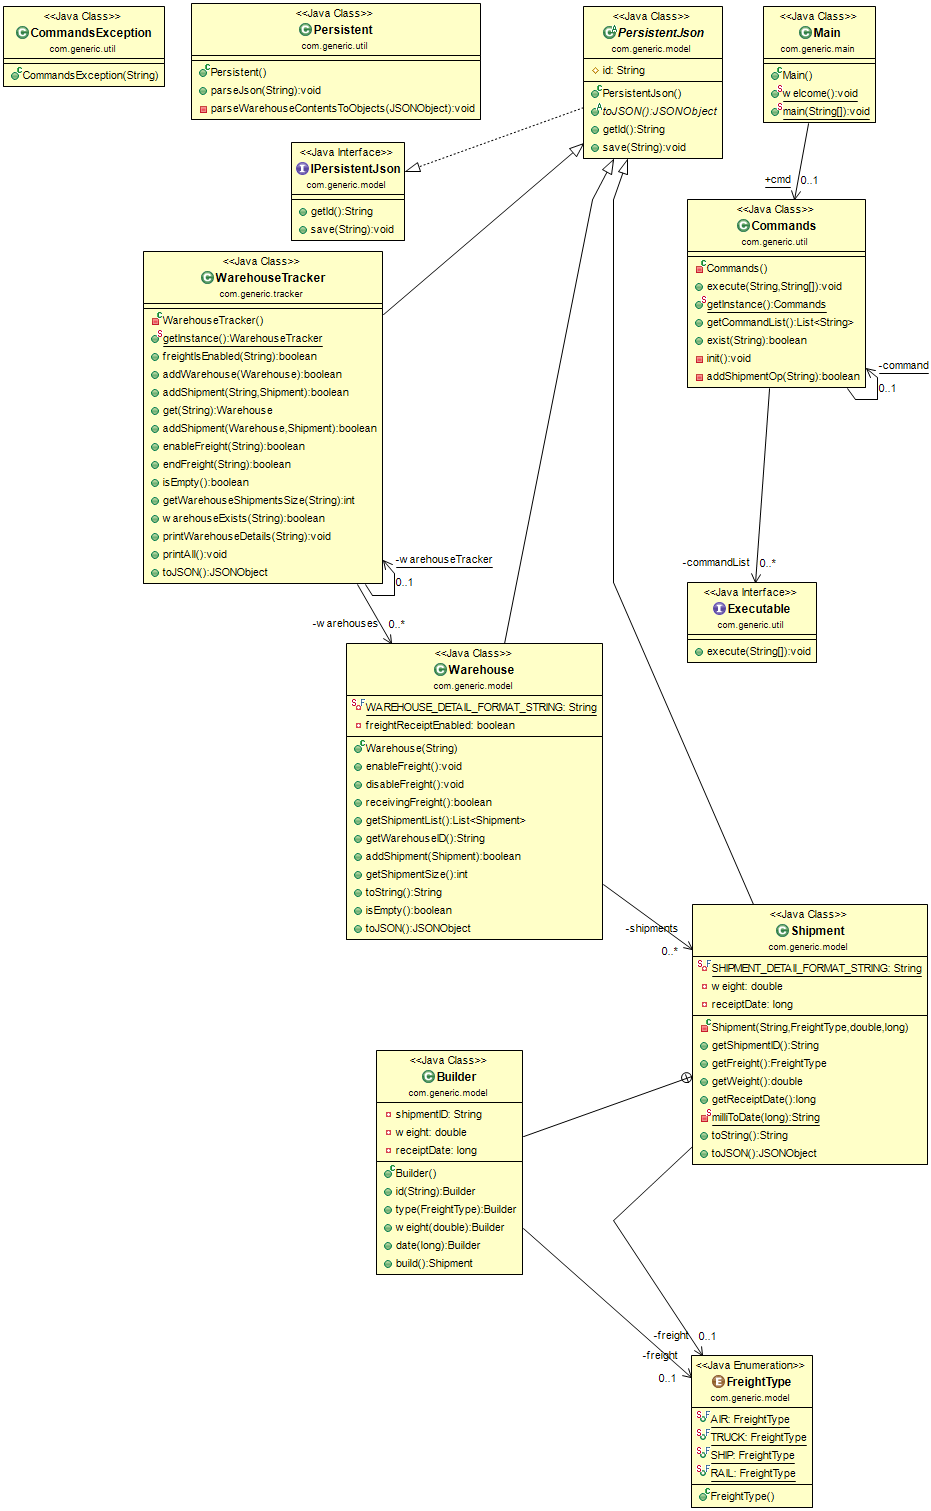 <<Java Class>>
CommandsException
com.generic.util
CommandsException(String)
<<Java Class>>
Persistent
com.generic.util
Persistent()
parseJson(String):void
parseWarehouseContentsToObjects(JSONObject):void
<<Java Class>>
PersistentJson
com.generic.model
id: String
PersistentJson()
toJSON():JSONObject
getId():String
save(String):void
<<Java Class>>
Main
com.generic.main
Main()
welcome():void
main(String[]):void
+cmd
0..1
<<Java Interface>>
IPersistentJson
com.generic.model
getId():String
save(String):void
<<Java Class>>
Commands
com.generic.util
Commands()
execute(String,String[]):void
getInstance():Commands
getCommandList():List<String>
exist(String):boolean
init():void
addShipmentOp(String):boolean
-command
0..1
<<Java Class>>
WarehouseTracker
com.generic.tracker
WarehouseTracker()
getInstance():WarehouseTracker
freightIsEnabled(String):boolean
addWarehouse(Warehouse):boolean
addShipment(String,Shipment):boolean
get(String):Warehouse
addShipment(Warehouse,Shipment):boolean
enableFreight(String):boolean
endFreight(String):boolean
isEmpty():boolean
getWarehouseShipmentsSize(String):int
warehouseExists(String):boolean
printWarehouseDetails(String):void
printAll():void
toJSON():JSONObject
-warehouseTracker
0..1
-warehouses
0..*
-commandList
0..*
<<Java Interface>>
Executable
com.generic.util
execute(String[]):void
<<Java Class>>
Warehouse
com.generic.model
WAREHOUSE_DETAIL_FORMAT_STRING: String
freightReceiptEnabled: boolean
Warehouse(String)
enableFreight():void
disableFreight():void
receivingFreight():boolean
getShipmentList():List<Shipment>
getWarehouseID():String
addShipment(Shipment):boolean
getShipmentSize():int
toString():String
isEmpty():boolean
toJSON():JSONObject
-shipments
0..*
<<Java Class>>
Shipment
com.generic.model
SHIPMENT_DETAIl_FORMAT_STRING: String
weight: double
receiptDate: long
Shipment(String,FreightType,double,long)
getShipmentID():String
getFreight():FreightType
getWeight():double
getReceiptDate():long
milliToDate(long):String
toString():String
toJSON():JSONObject
<<Java Class>>
Builder
com.generic.model
shipmentID: String
weight: double
receiptDate: long
Builder()
id(String):Builder
type(FreightType):Builder
weight(double):Builder
date(long):Builder
build():Shipment
-freight
0..1
-freight
0..1
<<Java Enumeration>>
FreightType
com.generic.model
AIR: FreightType
TRUCK: FreightType
SHIP: FreightType
RAIL: FreightType
FreightType()